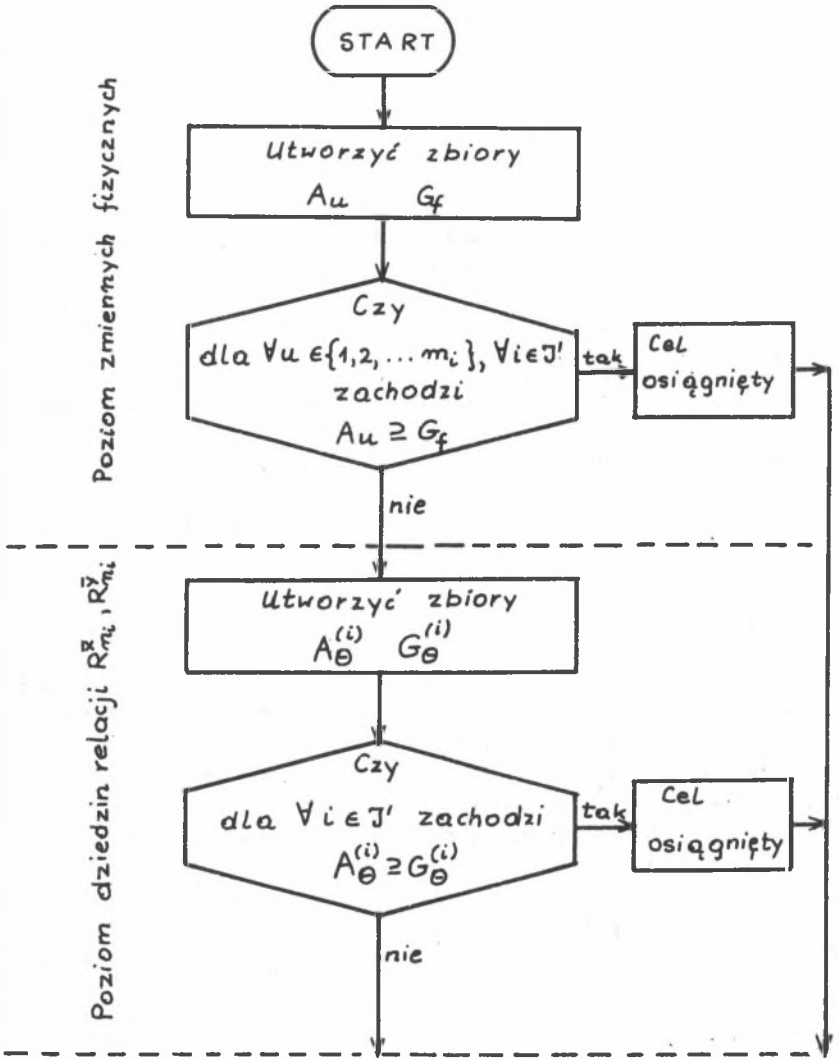 START
Poziom zmiennych fizycznych
Utworzyć zbiory
A_u G_f
Czy
dla ∀u ∈{1,2, ... m_i}, ∀i∈J'
zachodzi
A_u ⊇ G_f
tak
Cel
osiągnięty
nie
Poziom dziedzin relacji R_{m_i}^{x̄}, R_{m_i}^{ȳ}
Utworzyć zbiory
A_Θ^{(i)} G_Θ^{(i)}
Czy
dla ∀ i ∈ J' zachodzi
A_Θ^{(i)} ⊇ G_Θ^{(i)}
tak
Cel
osiągnięty
nie